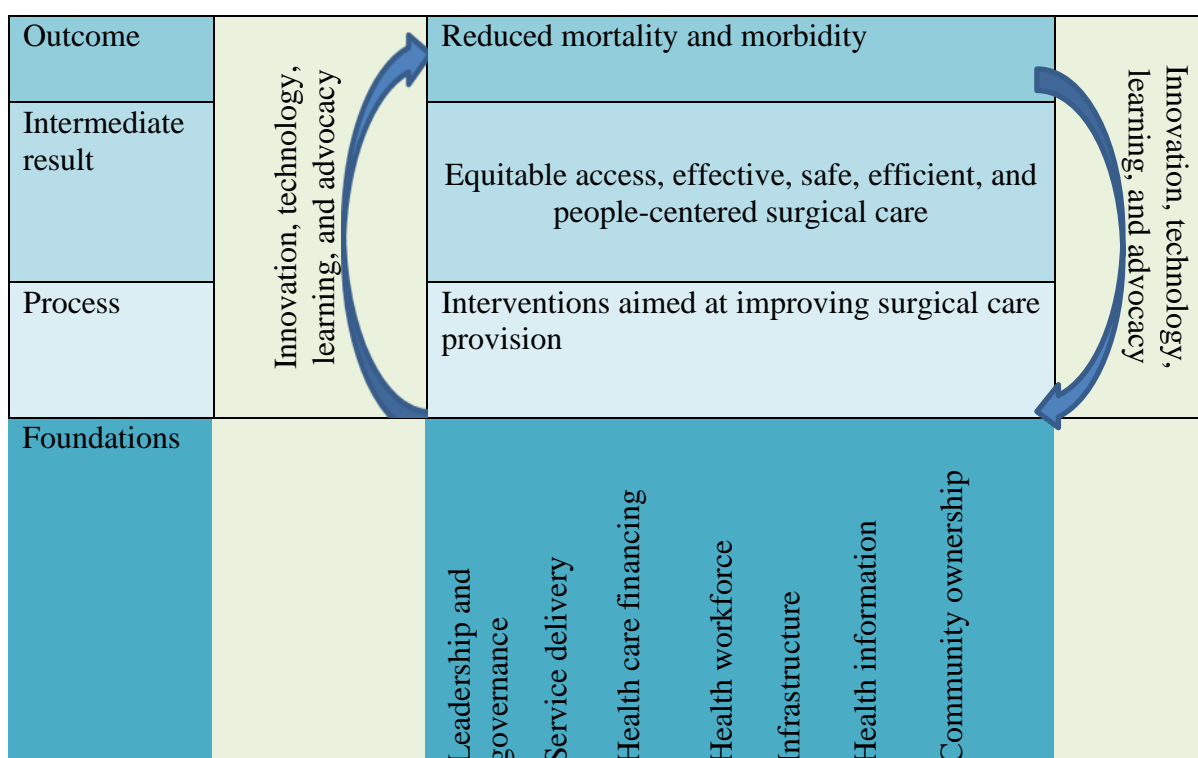 Outcome
Innovation, technology,
learning, and advocacy
Reduced mortality and morbidity
Innovation, technology,
learning, and advocacy
Intermediate
result
Equitable access, effective, safe, efficient, and
people-centered surgical care
Process
Interventions aimed at improving surgical care
provision
Foundations
Leadership and
governance
Service delivery
Health care financing
Health workforce
Infrastructure
Health information
Community ownership